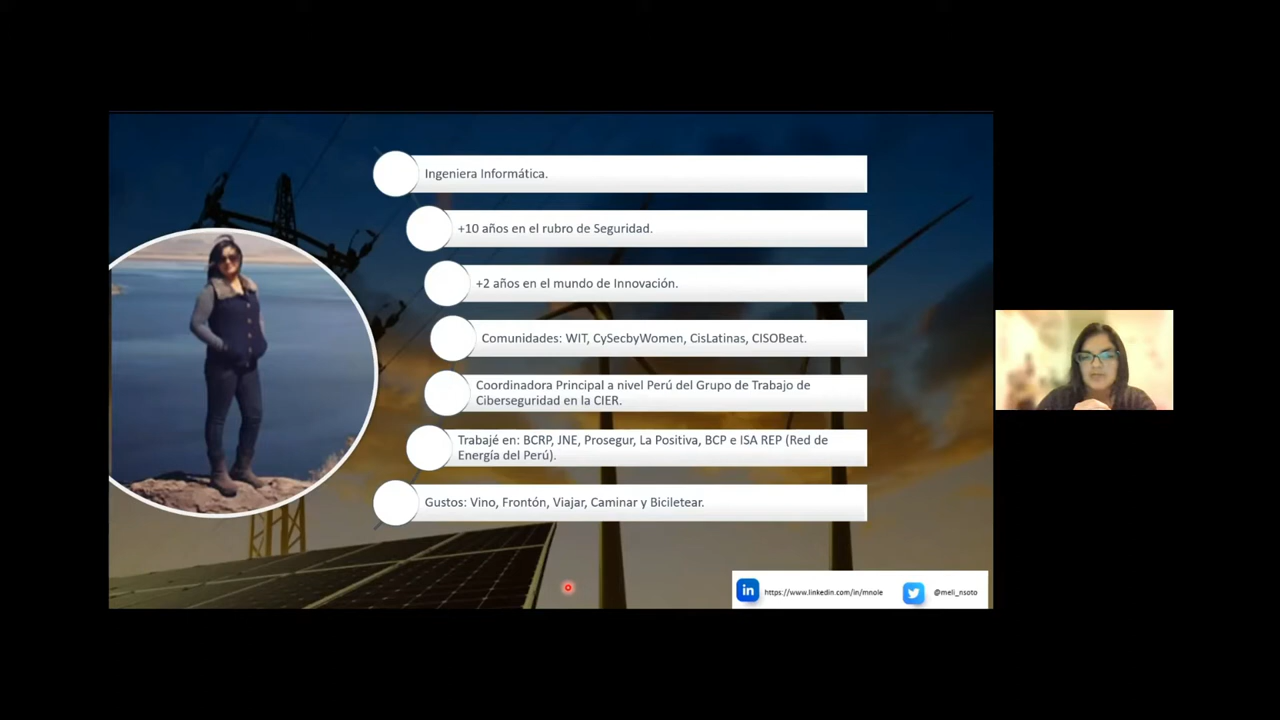 Ingeniera Informática.
+10 años en el rubro de Seguridad.
+2 años en el mundo de Innovación.
Comunidades: WIT, CySecbyWomen, CisLatinas, CISOBeat.
Coordinadora Principal a nivel Perú del Grupo de Trabajo de
Ciberseguridad en la CIER.
Trabajé en: BCRP, JNE, Prosegur, La Positiva, BCP e ISA REP (Red de
Energía del Perú).
Gustos: Vino, Frontón, Viajar, Caminar y Bicicletear.
in https://www.linkedin.com/in/mnole @meli_nsoto